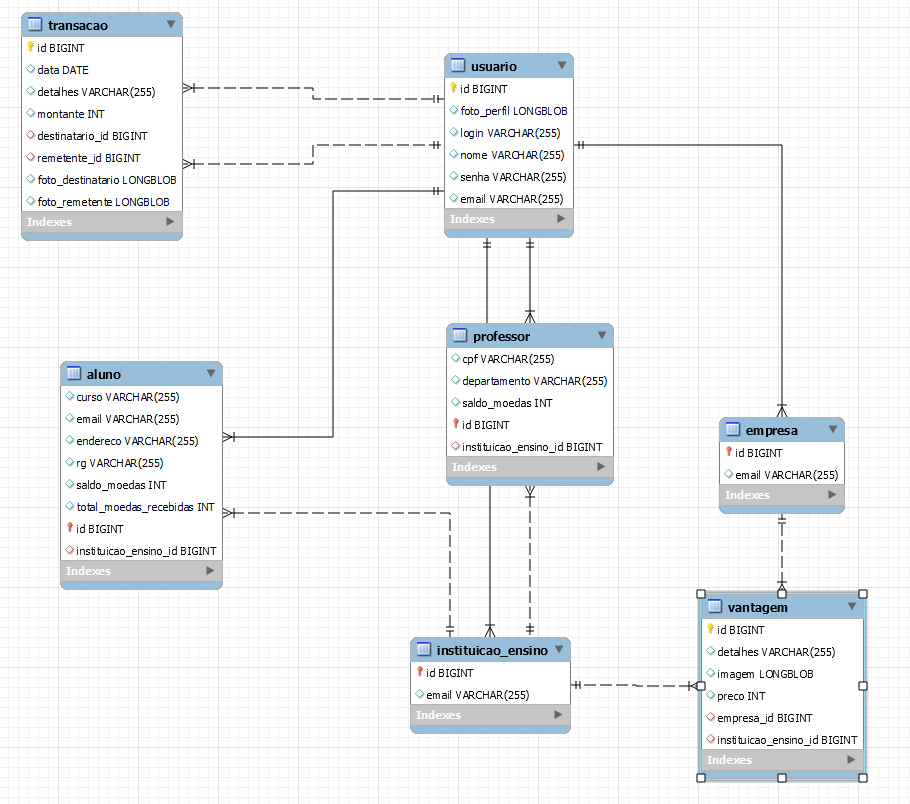 transacao
id BIGINT
data DATE
detalhes VARCHAR(255)
montante INT
destinatario_id BIGINT
remetente_id BIGINT
foto_destinatario LONGBLOB
foto_remetente LONGBLOB
Indexes
usuario
id BIGINT
foto_perfil LONGBLOB
login VARCHAR(255)
nome VARCHAR(255)
senha VARCHAR(255)
email VARCHAR(255)
Indexes
professor
cpf VARCHAR(255)
departamento VARCHAR(255)
saldo_moedas INT
id BIGINT
instituicao_ensino_id BIGINT
Indexes
aluno
curso VARCHAR(255)
email VARCHAR(255)
endereco VARCHAR(255)
rg VARCHAR(255)
saldo_moedas INT
total_moedas_recebidas INT
id BIGINT
instituicao_ensino_id BIGINT
Indexes
empresa
id BIGINT
email VARCHAR(255)
Indexes
instituicao_ensino
id BIGINT
email VARCHAR(255)
Indexes
vantagem
id BIGINT
detalhes VARCHAR(255)
imagem LONGBLOB
preco INT
empresa_id BIGINT
instituicao_ensino_id BIGINT
Indexes